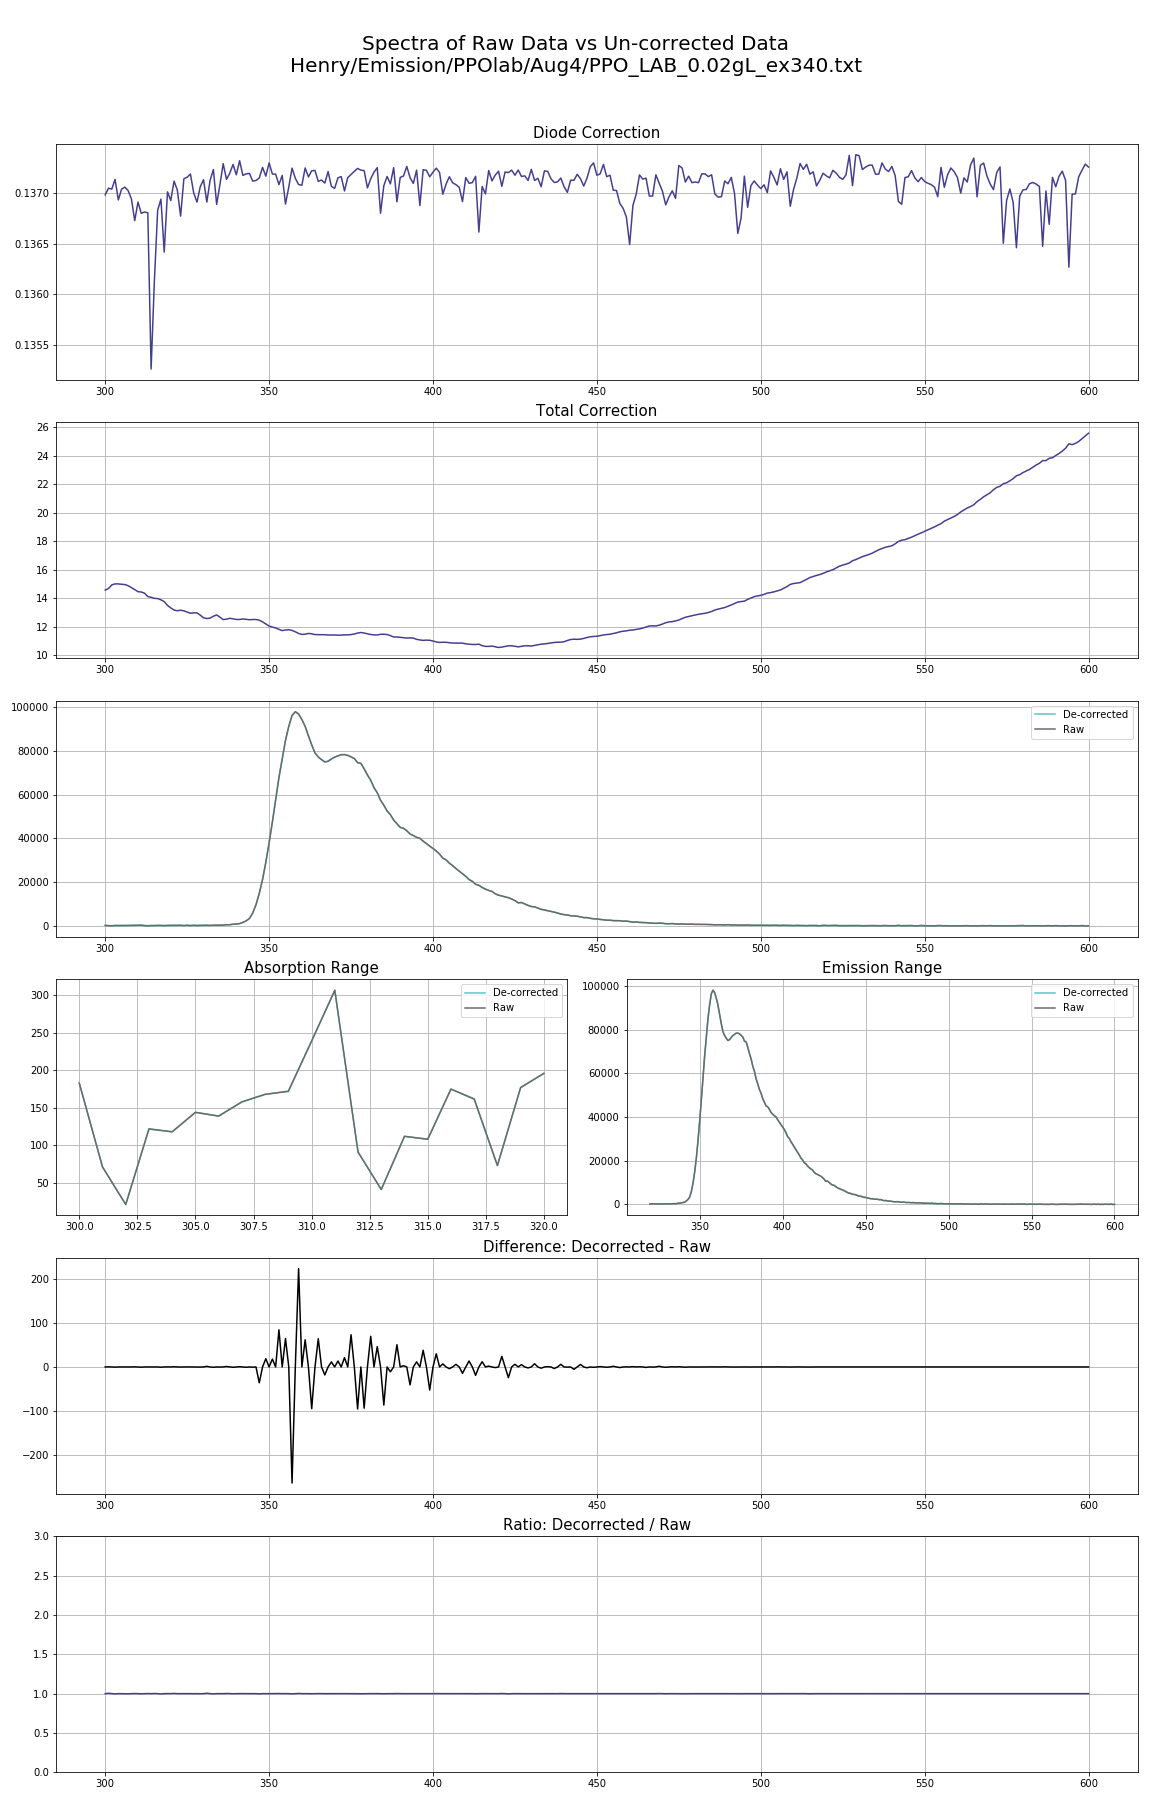 Spectra of Raw Data vs Un-corrected Data
Henry/Emission/PPOlab/Aug4/PPO_LAB_0.02gL_ex340.txt
Diode Correction
0.1370
0.1365
0.1360
0.1355
300 350 400 450 500 550 600
Total Correction
26
24
22
20
18
16
14
12
10
300 350 400 450 500 550 600
100000
80000
60000
40000
20000
0
De-corrected
Raw
300 350 400 450 500 550 600
Absorption Range
300
250
200
150
100
50
De-corrected
Raw
300.0 302.5 305.0 307.5 310.0 312.5 315.0 317.5 320.0
Emission Range
100000
80000
60000
40000
20000
0
De-corrected
Raw
350 400 450 500 550 600
Difference: Decorrected - Raw
200
100
0
−100
−200
300 350 400 450 500 550 600
Ratio: Decorrected / Raw
3.0
2.5
2.0
1.5
1.0
0.5
0.0
300 350 400 450 500 550 600